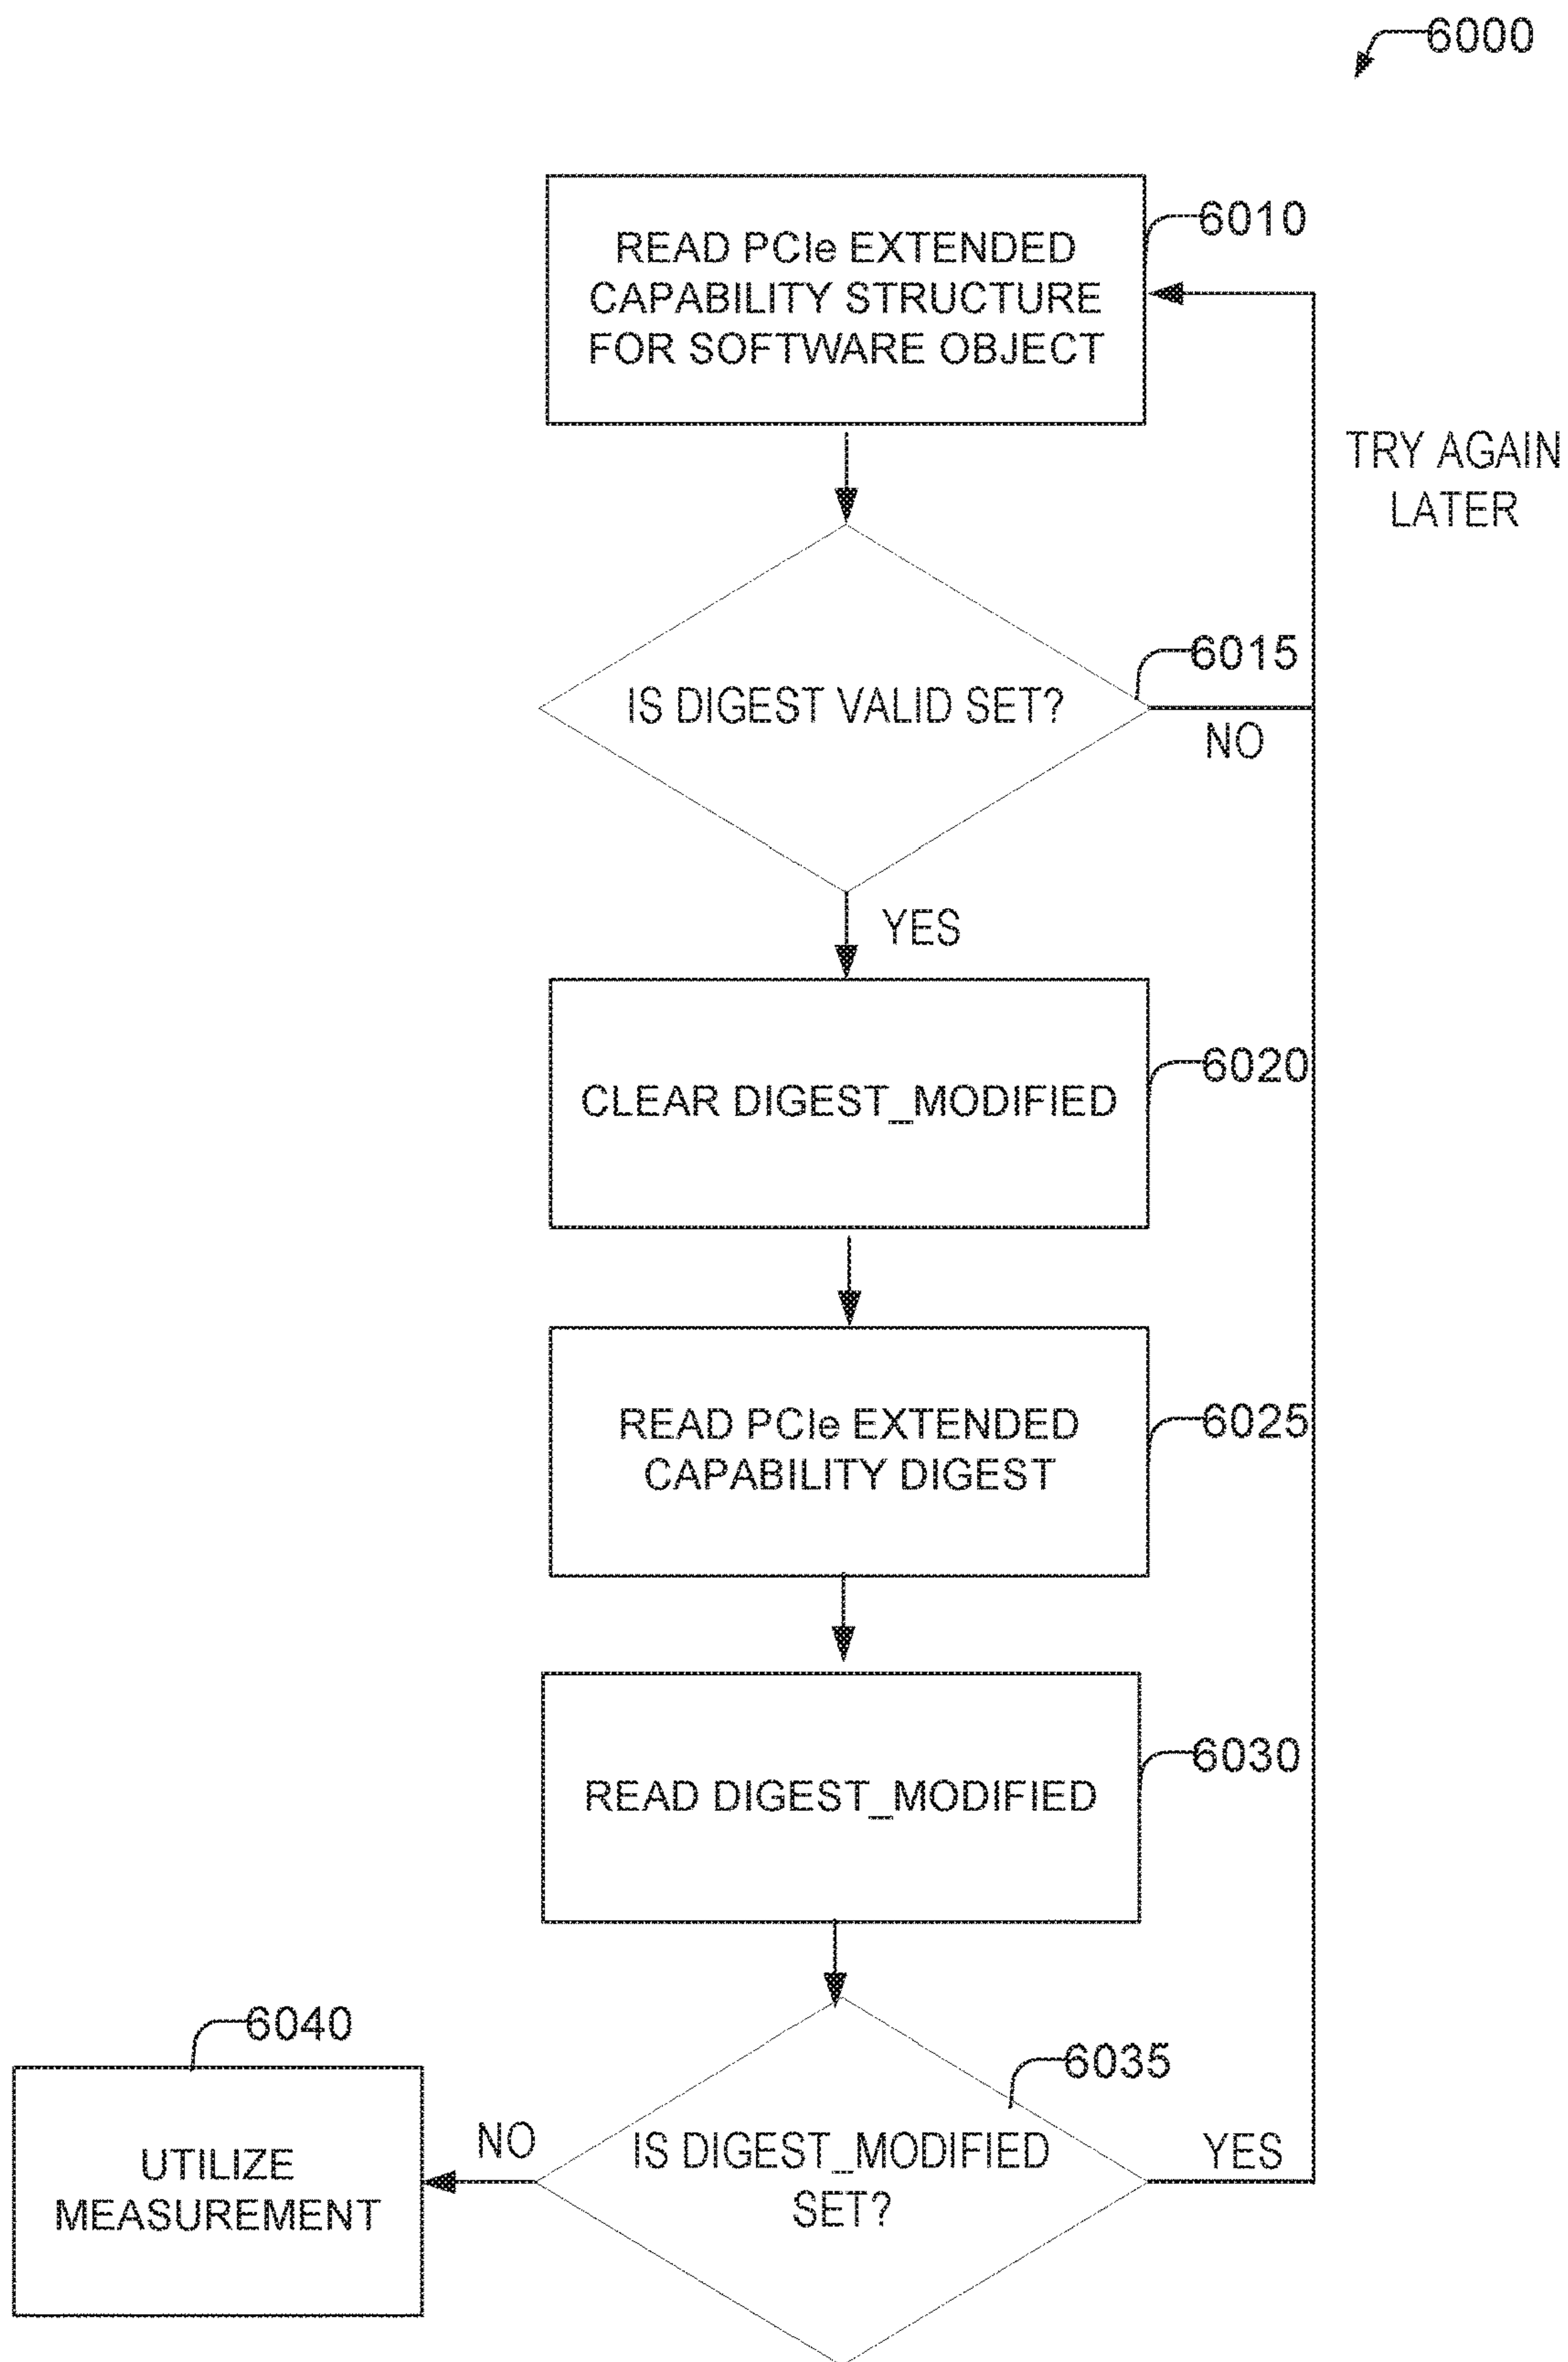 6000
READ PCIe EXTENDED
CAPABILITY STRUCTURE
FOR SOFTWARE OBJECT
6010
TRY AGAIN
LATER
IS DIGEST VALID SET?
6015
NO
YES
CLEAR DIGEST_MODIFIED
6020
READ PCIe EXTENDED
CAPABILITY DIGEST
6025
READ DIGEST_MODIFIED
6030
IS DIGEST_MODIFIED
SET?
6035
YES
NO
6040
UTILIZE
MEASUREMENT